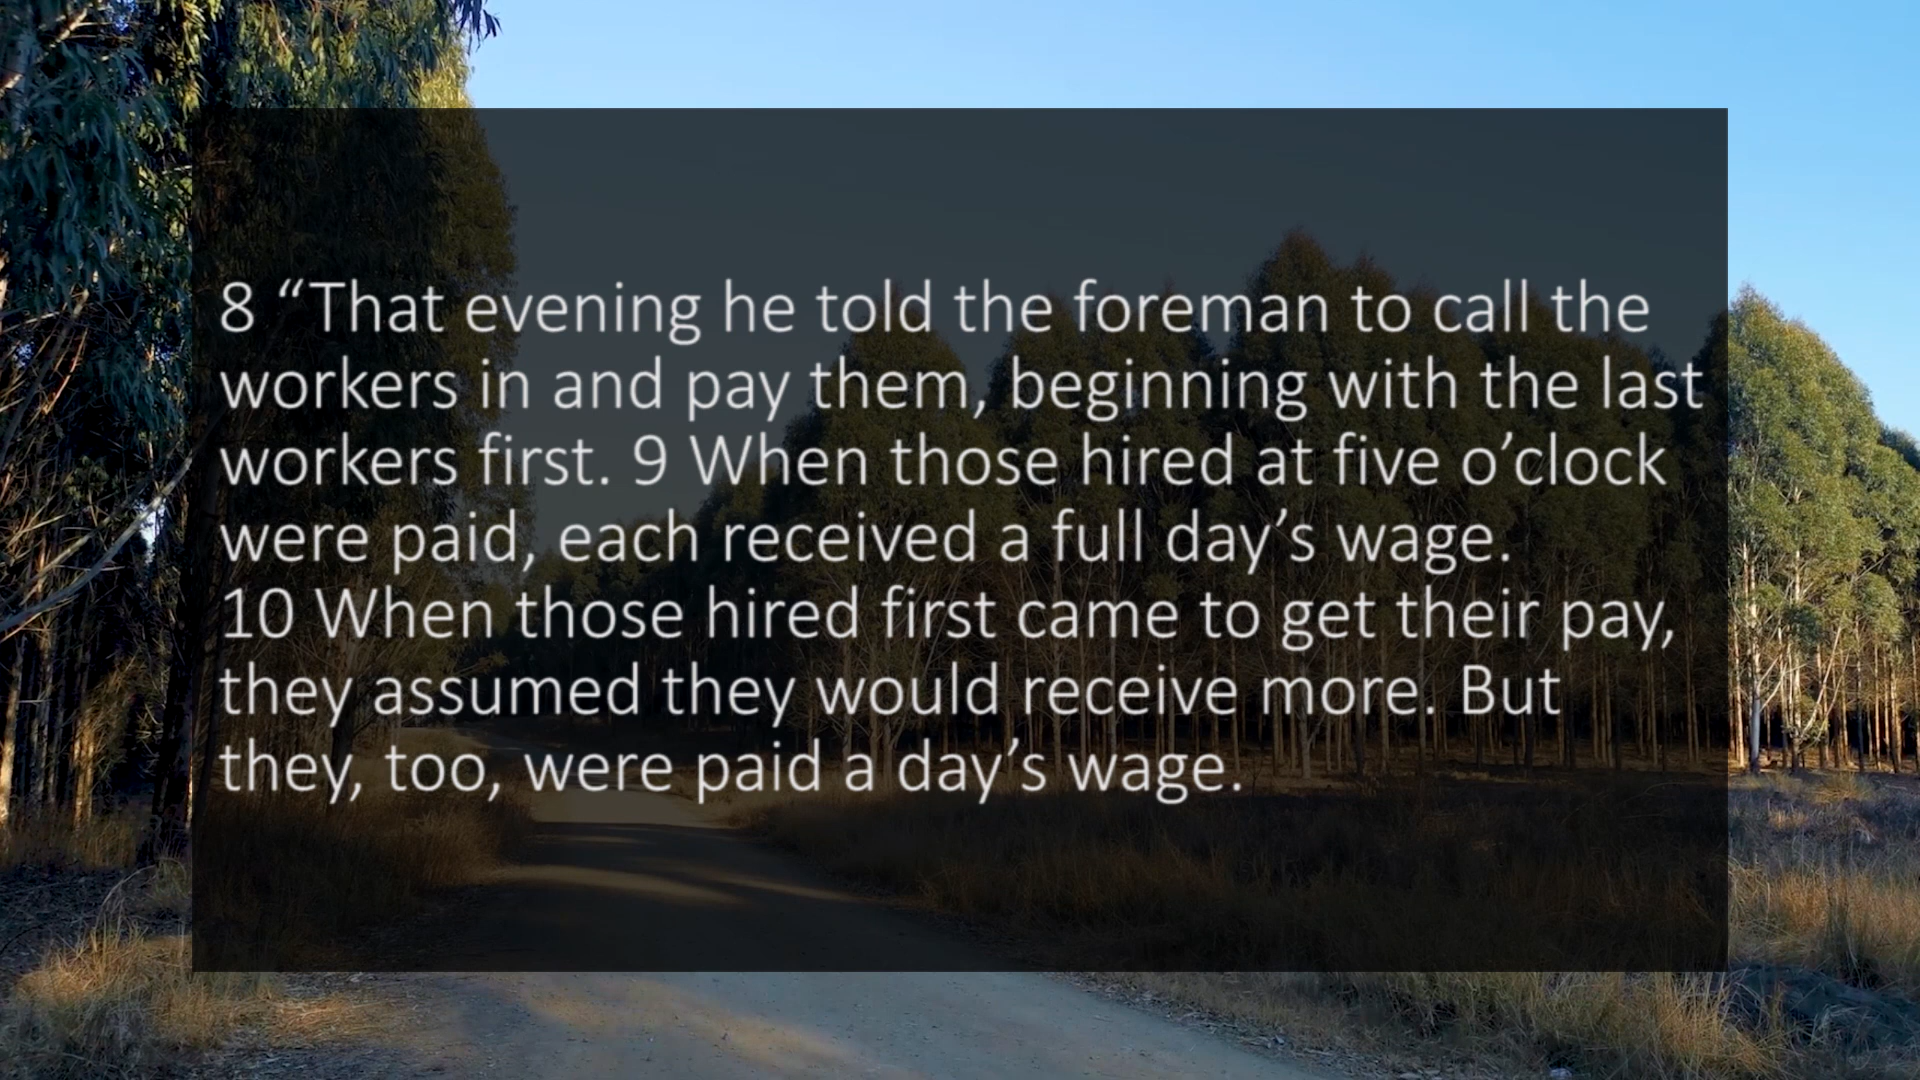 8 “That evening he told the foreman to call the
workers in and pay them, beginning with the last
workers first. 9 When those hired at five o’clock
were paid, each received a full day’s wage.
10 When those hired first came to get their pay,
they assumed they would receive more. But
they, too, were paid a day’s wage.